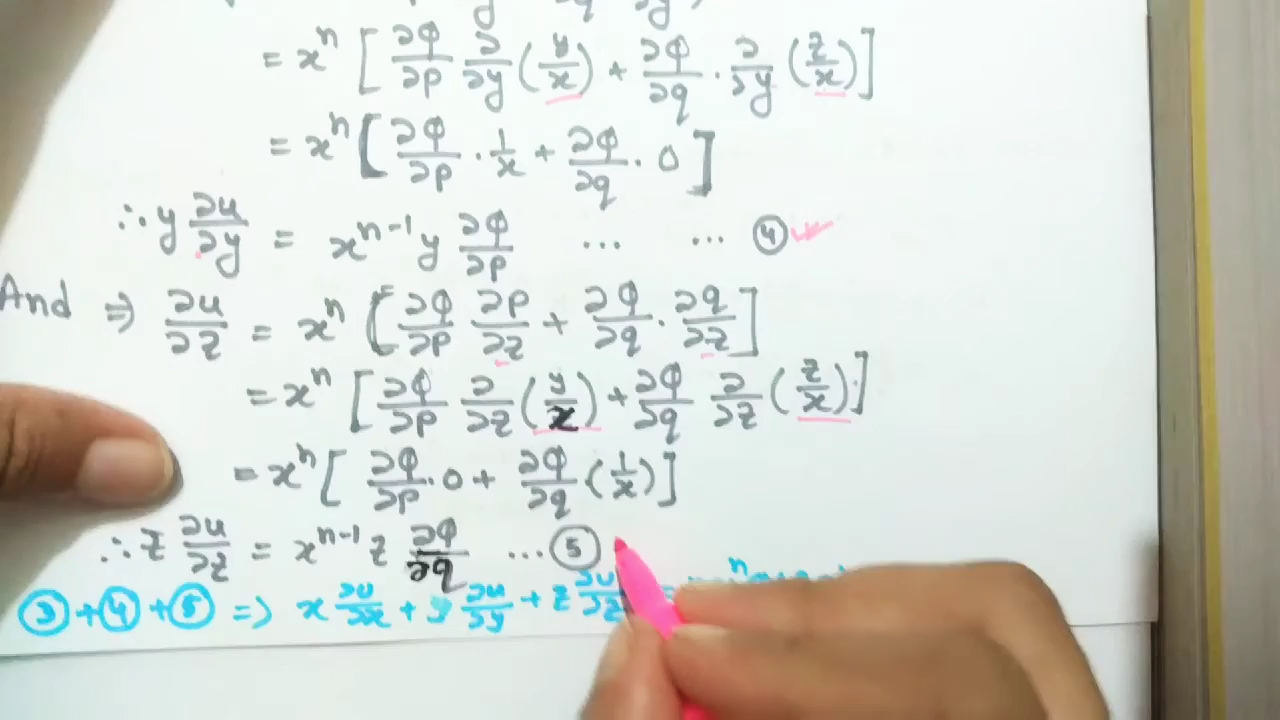 = x^n [ ∂φ/∂p ∂/∂y (y/x) + ∂φ/∂q · ∂/∂y (z/x) ]
= x^n [ ∂φ/∂p · 1/x + ∂φ/∂q · 0 ]
∴ y ∂u/∂y = x^{n-1} y ∂φ/∂p ... ... ④
And ⇒ ∂u/∂z = x^n [ ∂φ/∂p ∂p/∂z + ∂φ/∂q · ∂q/∂z ]
= x^n [ ∂φ/∂p ∂/∂z (y/x) + ∂φ/∂q ∂/∂z (z/x) ]
= x^n [ ∂φ/∂p · 0 + ∂φ/∂q (1/x) ]
∴ z ∂u/∂z = x^{n-1} z ∂φ/∂q ... ⑤
③ + ④ + ⑤ => x ∂u/∂x + y ∂u/∂y + z ∂u/∂z =